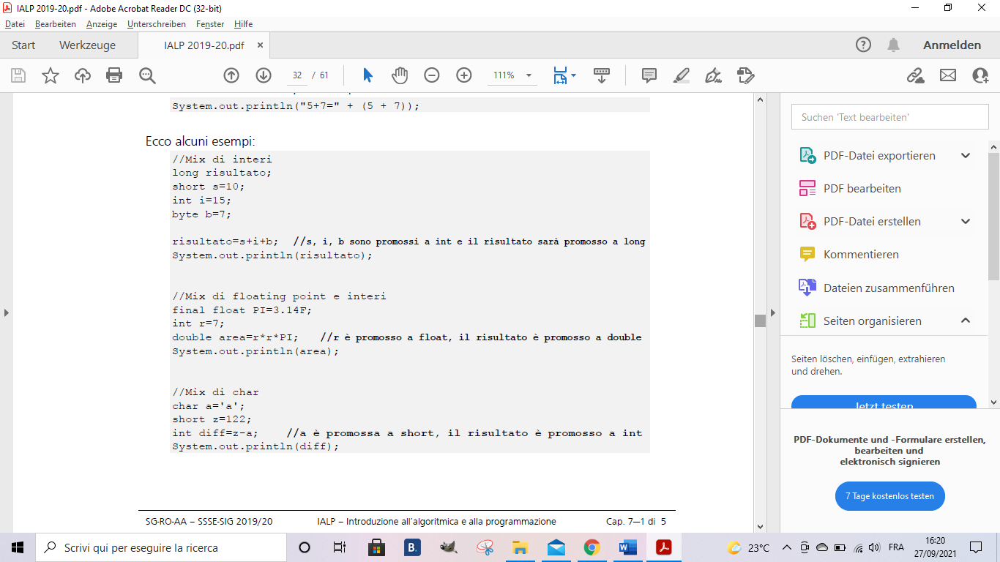 IALP 2019-20.pdf - Adobe Acrobat Reader DC (32-bit)
Datei Bearbeiten Anzeige Unterschreiben Fenster Hilfe
Start Werkzeuge IALP 2019-20.pdf × Anmelden
32 / 61 111%
System.out.println("5+7=" + (5 + 7));
Ecco alcuni esempi:
//Mix di interi
long risultato;
short s=10;
int i=15;
byte b=7;
risultato=s+i+b; //s, i, b sono promossi a int e il risultato sarà promosso a long
System.out.println(risultato);
//Mix di floating point e interi
final float PI=3.14F;
int r=7;
double area=r*r*PI; //r è promosso a float, il risultato è promosso a double
System.out.println(area);
//Mix di char
char a='a';
short z=122;
int diff=z-a; //a è promossa a short, il risultato è promosso a int
System.out.println(diff);
SG-RO-AA – SSSE-SIG 2019/20 IALP – Introduzione all'algoritmica e alla programmazione Cap. 7—1 di 5
Suchen 'Text bearbeiten'
PDF-Datei exportieren
PDF bearbeiten
PDF-Datei erstellen
Kommentieren
Dateien zusammenführen
Seiten organisieren
Seiten löschen, einfügen, extrahieren
und drehen.
Jetzt testen
PDF-Dokumente und -Formulare erstellen,
bearbeiten und
elektronisch signieren
7 Tage kostenlos testen
Scrivi qui per eseguire la ricerca
B.
23°C
FRA
16:20
27/09/2021